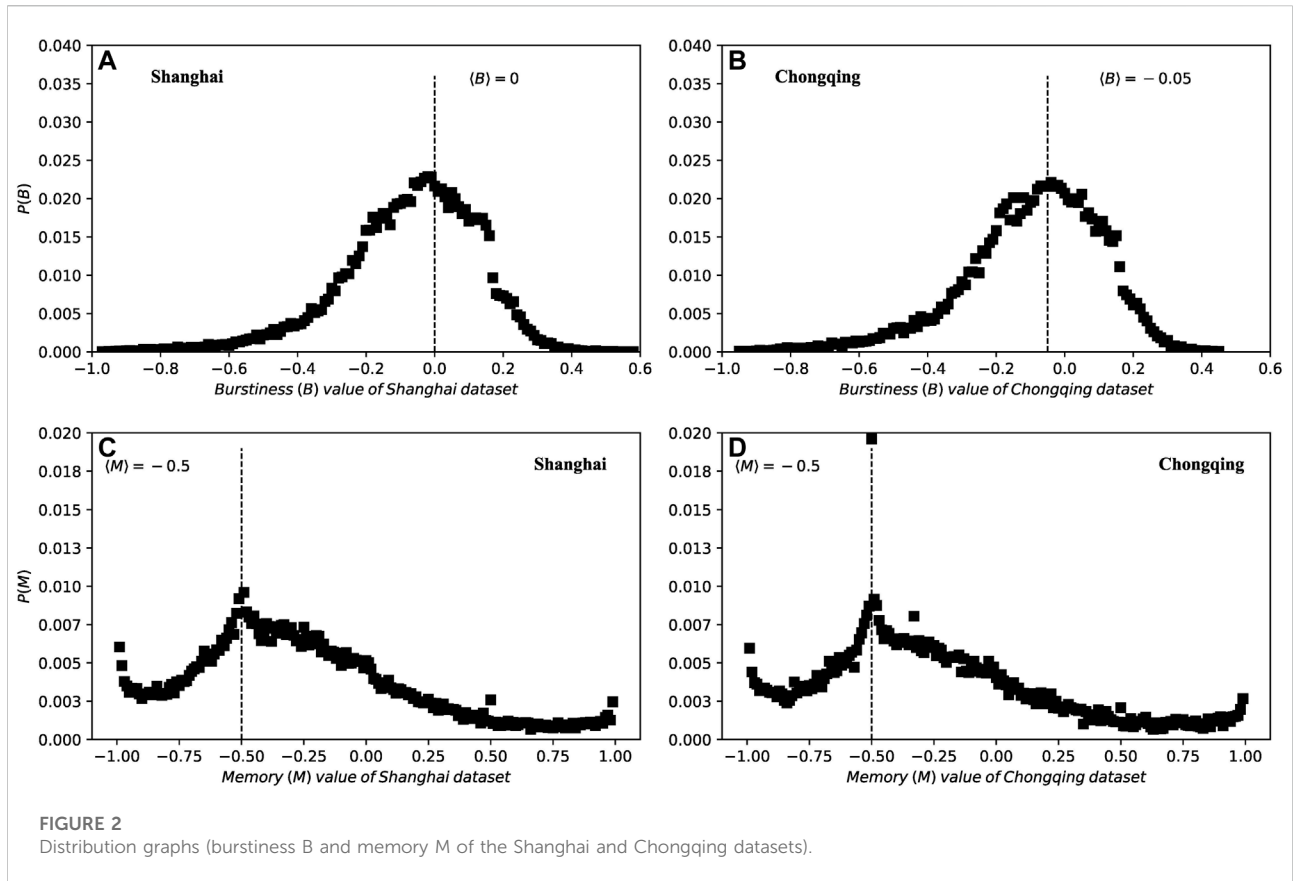 A
Shanghai
⟨B⟩ = 0
0.040
0.035
0.030
0.025
0.020
0.015
0.010
0.005
0.000
P(B)
−1.0 −0.8 −0.6 −0.4 −0.2 0.0 0.2 0.4 0.6
Burstiness (B) value of Shanghai dataset
B
Chongqing
⟨B⟩ = − 0.05
0.040
0.035
0.030
0.025
0.020
0.015
0.010
0.005
0.000
−1.0 −0.8 −0.6 −0.4 −0.2 0.0 0.2 0.4 0.6
Burstiness (B) value of Chongqing dataset
C
⟨M⟩ = − 0.5
Shanghai
0.020
0.018
0.015
0.013
0.010
0.007
0.005
0.003
0.000
P(M)
−1.00 −0.75 −0.50 −0.25 0.00 0.25 0.50 0.75 1.00
Memory (M) value of Shanghai dataset
D
⟨M⟩ = − 0.5
Chongqing
0.020
0.018
0.015
0.013
0.010
0.007
0.005
0.003
0.000
−1.00 −0.75 −0.50 −0.25 0.00 0.25 0.50 0.75 1.00
Memory (M) value of Chongqing dataset
FIGURE 2
Distribution graphs (burstiness B and memory M of the Shanghai and Chongqing datasets).